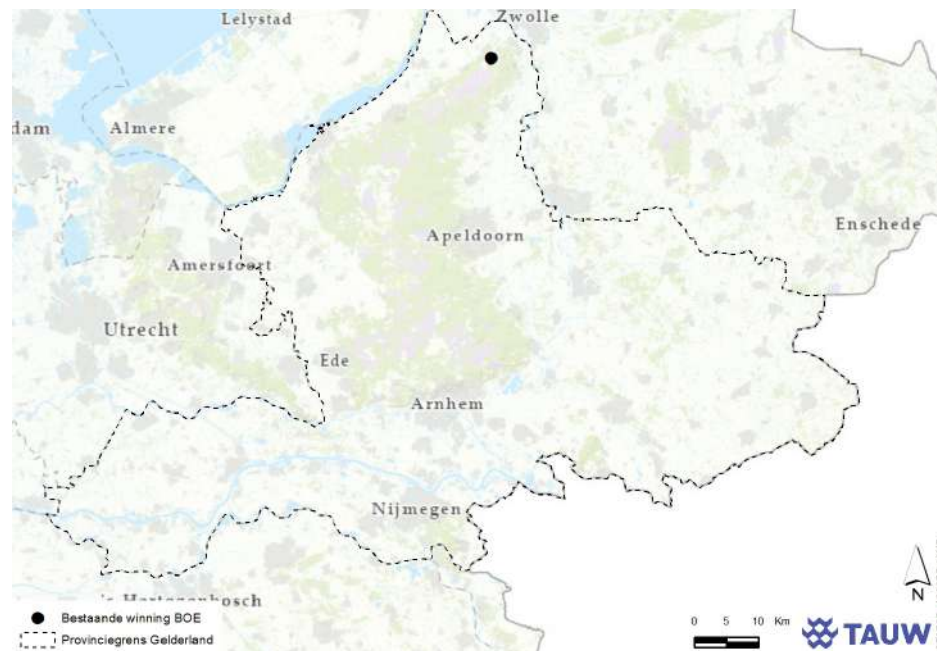 Lelystad
Zwolle
dam
Almere
Apeldoorn
Enschede
Amersfoort
Utrecht
Ede
Arnhem
Nijmegen
's Hertogenbosch
N
Bestaande winning BOE
Provinciegrens Gelderland
0 5 10 Km
TAUW